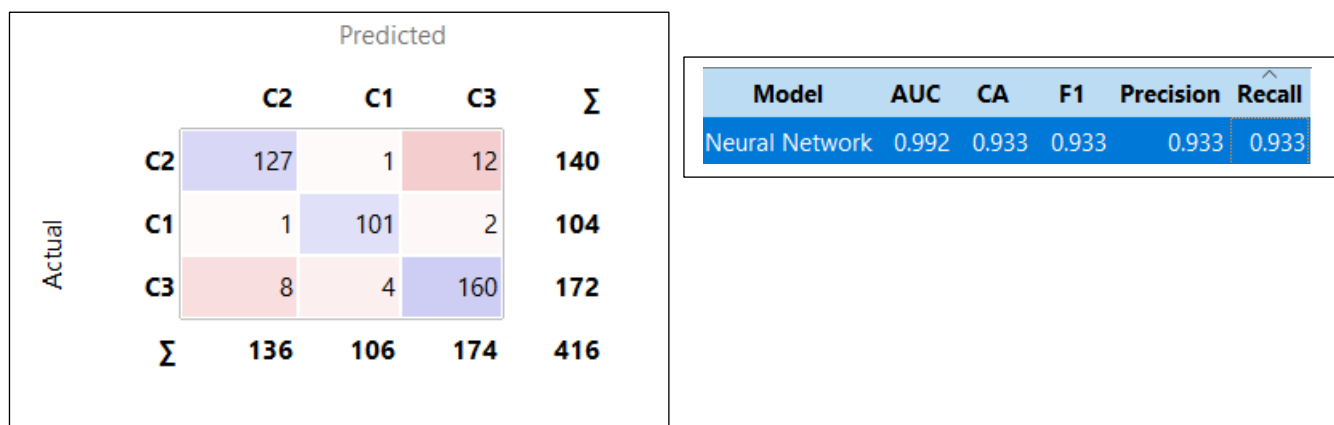 Predicted
C2 C1 C3 Σ
C2 127 1 12 140
C1 1 101 2 104
C3 8 4 160 172
Σ 136 106 174 416
Actual
Model AUC CA F1 Precision Recall
Neural Network 0.992 0.933 0.933 0.933 0.933